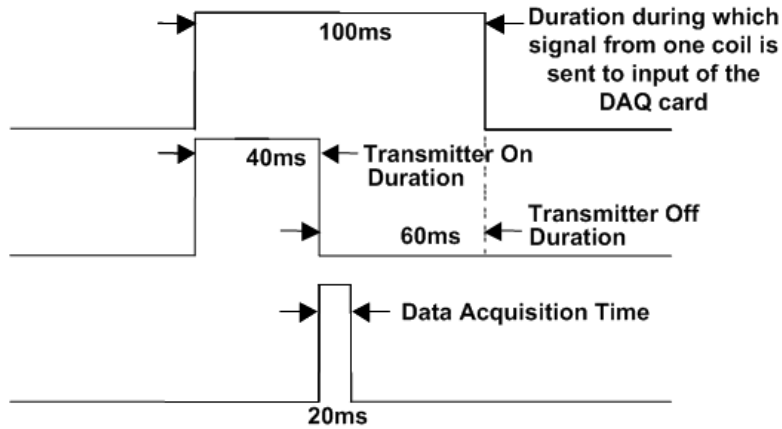 100ms
Duration during which
signal from one coil is
sent to input of the
DAQ card
40ms
Transmitter On
Duration
60ms
Transmitter Off
Duration
Data Acquisition Time
20ms